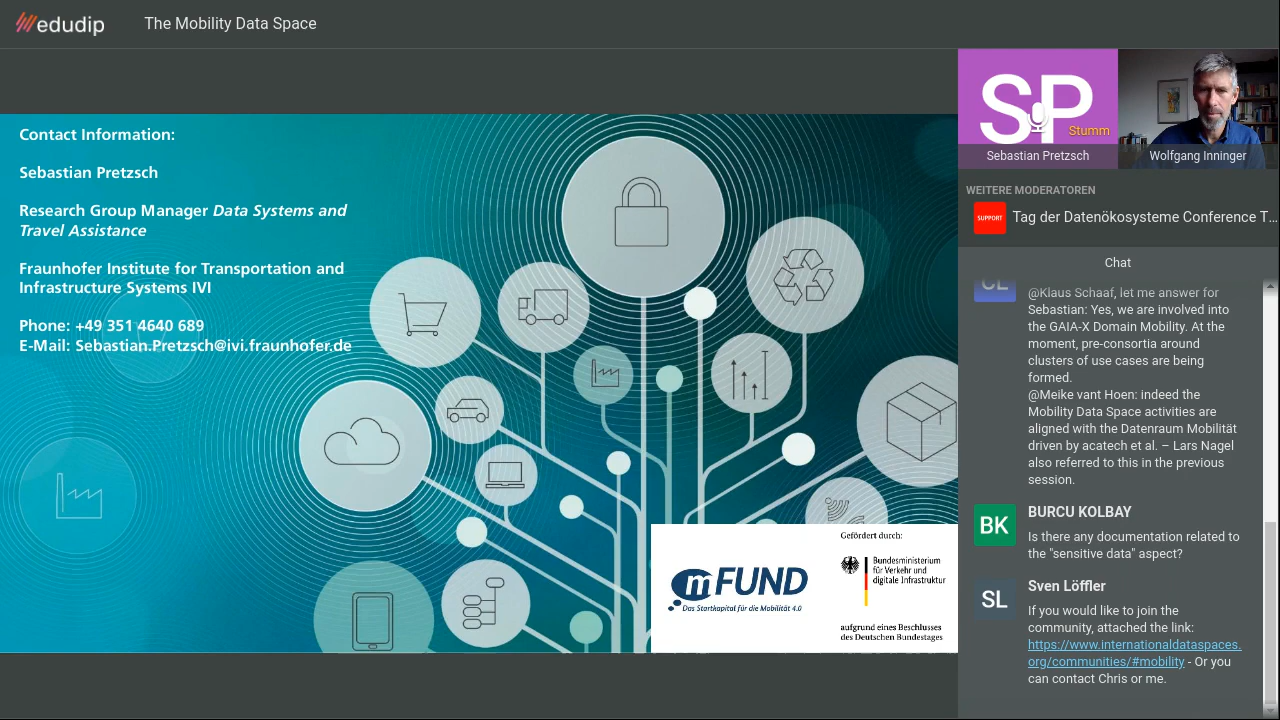 edudip
The Mobility Data Space
Contact Information:
Sebastian Pretzsch
Research Group Manager Data Systems and
Travel Assistance
Fraunhofer Institute for Transportation and
Infrastructure Systems IVI
Phone: +49 351 4640 689
E-Mail: Sebastian.Pretzsch@ivi.fraunhofer.de
mFUND
Das Startkapital für die Mobilität 4.0
Gefördert durch:
Bundesministerium
für Verkehr und
digitale Infrastruktur
aufgrund eines Beschlusses
des Deutschen Bundestages
SP
Stumm
Sebastian Pretzsch
Wolfgang Inninger
WEITERE MODERATOREN
SUPPORT
Tag der Datenökosysteme Conference T...
Chat
@Klaus Schaaf, let me answer for
Sebastian: Yes, we are involved into
the GAIA-X Domain Mobility. At the
moment, pre-consortia around
clusters of use cases are being
formed.
@Meike vant Hoen: indeed the
Mobility Data Space activities are
aligned with the Datenraum Mobilität
driven by acatech et al. – Lars Nagel
also referred to this in the previous
session.
BK
BURCU KOLBAY
Is there any documentation related to
the "sensitive data" aspect?
SL
Sven Löffler
If you would like to join the
community, attached the link:
https://www.internationaldataspaces.
org/communities/#mobility - Or you
can contact Chris or me.